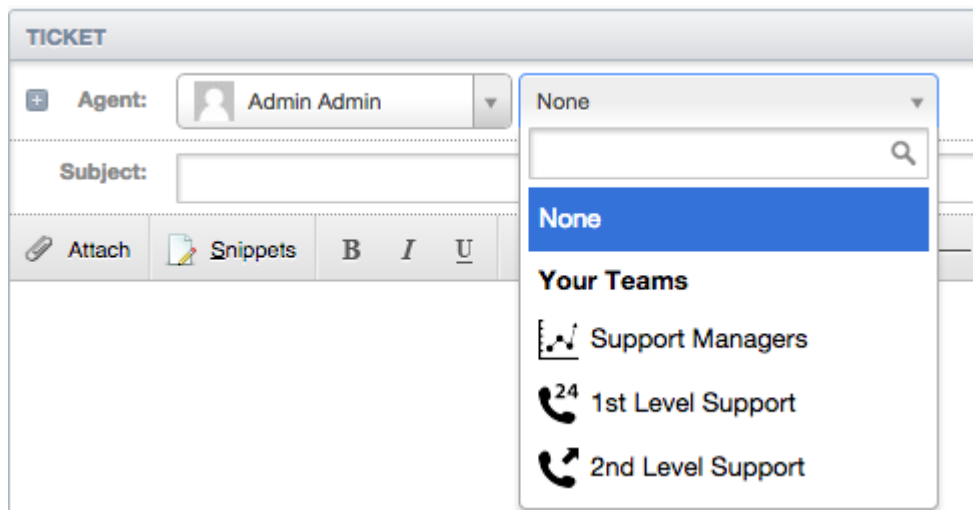 TICKET
Agent: Admin Admin None
Subject:
None
Attach Snippets B I U
Your Teams
Support Managers
24 1st Level Support
2nd Level Support